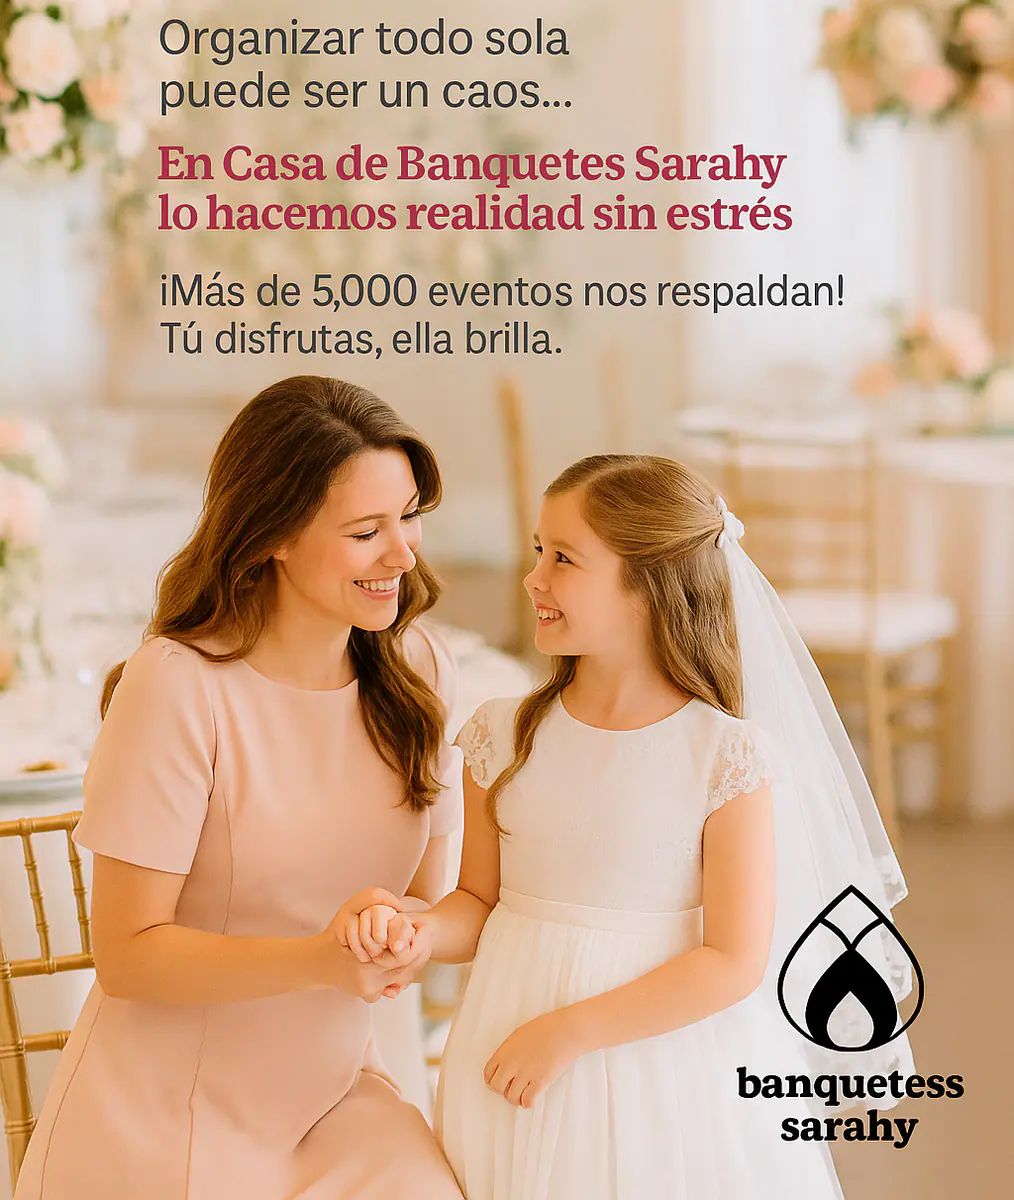 Organizar todo sola
puede ser un caos...
En Casa de Banquetes Sarahy
lo hacemos realidad sin estrés
¡Más de 5,000 eventos nos respaldan!
Tú disfrutas, ella brilla.
banquetess
sarahy